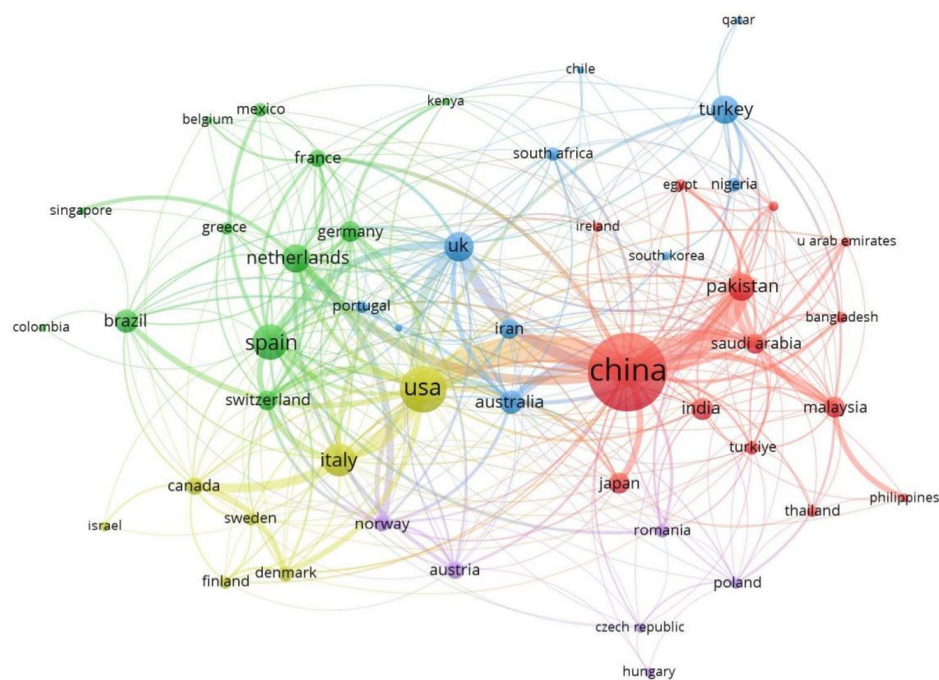 qatar
chile
turkey
mexico
kenya
belgium
france
south africa
egypt
nigeria
singapore
greece
germany
ireland
u arab emirates
netherlands
uk
south korea
pakistan
portugal
bangladesh
colombia
brazil
iran
spain
saudi arabia
china
usa
switzerland
australia
india
malaysia
turkiye
italy
canada
japan
philippines
israel
sweden
norway
romania
thailand
finland
denmark
austria
poland
czech republic
hungary